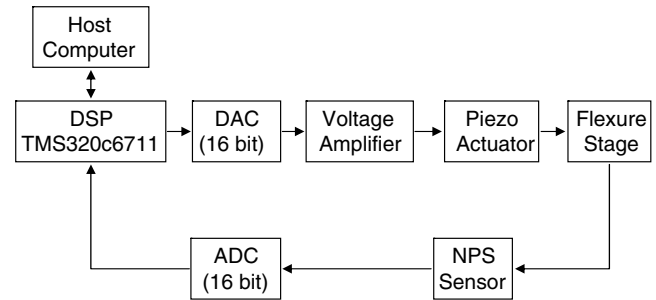 Host
Computer
DSP
TMS320c6711
DAC
(16 bit)
Voltage
Amplifier
Piezo
Actuator
Flexure
Stage
ADC
(16 bit)
NPS
Sensor